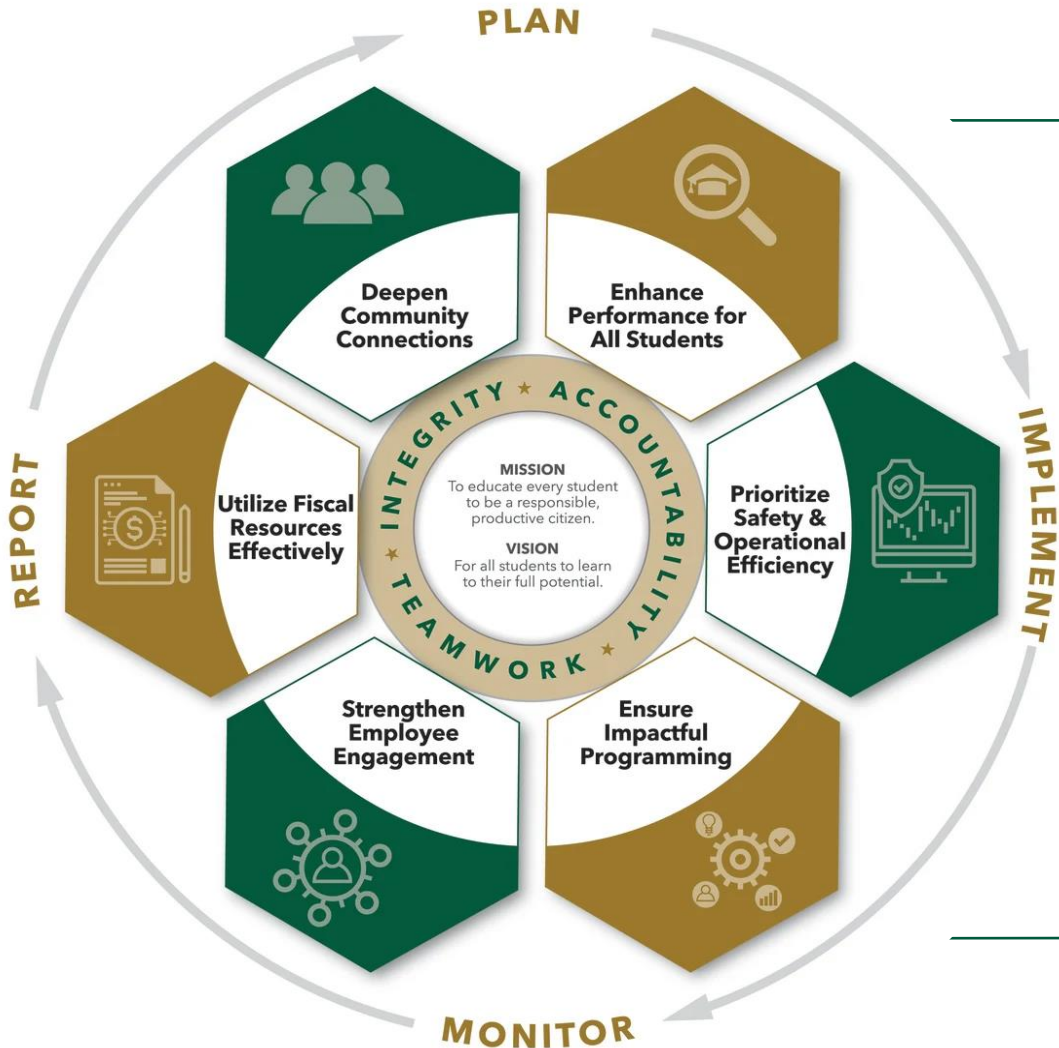 PLAN
Deepen
Community
Connections
Enhance
Performance for
All Students
INTEGRITY ★ ACCOUNTABILITY ★ TEAMWORK ★
MISSION
To educate every student
to be a responsible,
productive citizen.
VISION
For all students to learn
to their full potential.
REPORT
Utilize Fiscal
Resources
Effectively
Prioritize
Safety &
Operational
Efficiency
IMPLEMENT
Strengthen
Employee
Engagement
Ensure
Impactful
Programming
MONITOR